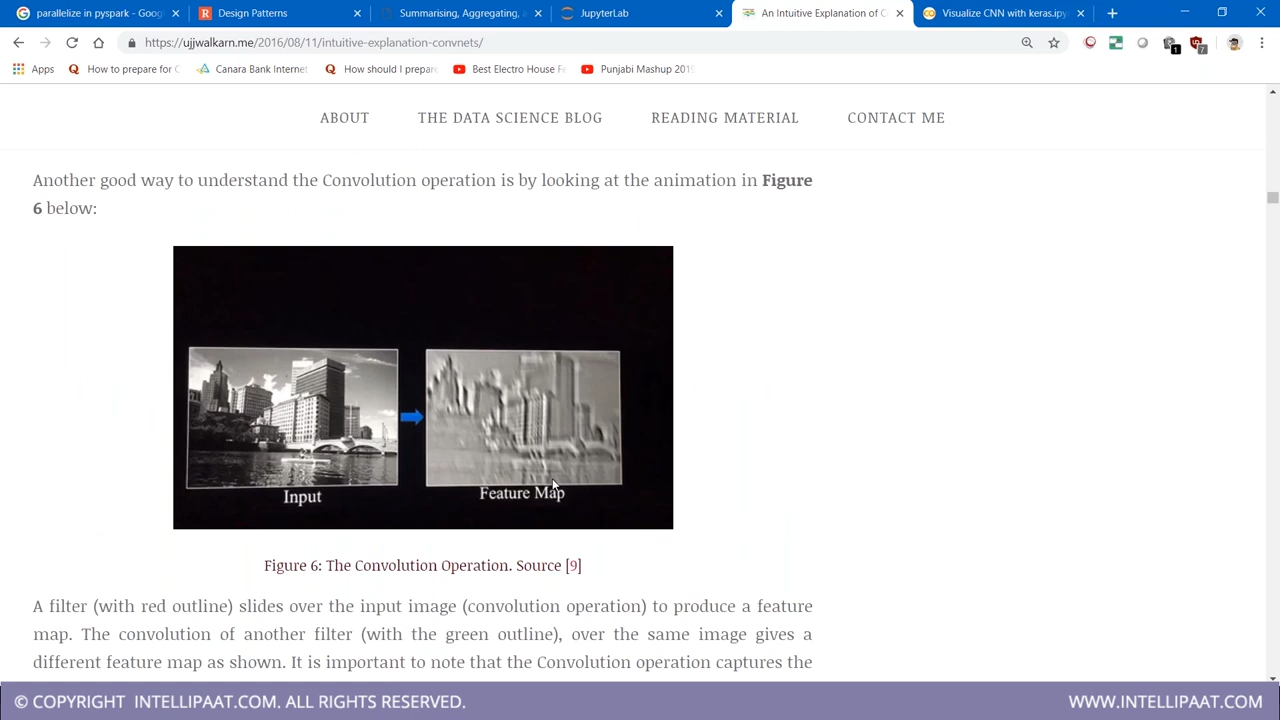 parallelize in pyspark - Goog
Design Patterns
Summarising, Aggregating, a
JupyterLab
An Intuitive Explanation of C
Visualize CNN with keras.ipy
https://ujjwalkarn.me/2016/08/11/intuitive-explanation-convnets/
1
7
Apps
How to prepare for C
Canara Bank Internet
How should I prepare
Best Electro House Fe
Punjabi Mashup 2019
ABOUT
THE DATA SCIENCE BLOG
READING MATERIAL
CONTACT ME
Another good way to understand the Convolution operation is by looking at the animation in Figure
6 below:
Input
Feature Map
Figure 6: The Convolution Operation. Source [9]
A filter (with red outline) slides over the input image (convolution operation) to produce a feature
map. The convolution of another filter (with the green outline), over the same image gives a
different feature map as shown. It is important to note that the Convolution operation captures the
© COPYRIGHT INTELLIPAAT.COM. ALL RIGHTS RESERVED.
WWW.INTELLIPAAT.COM